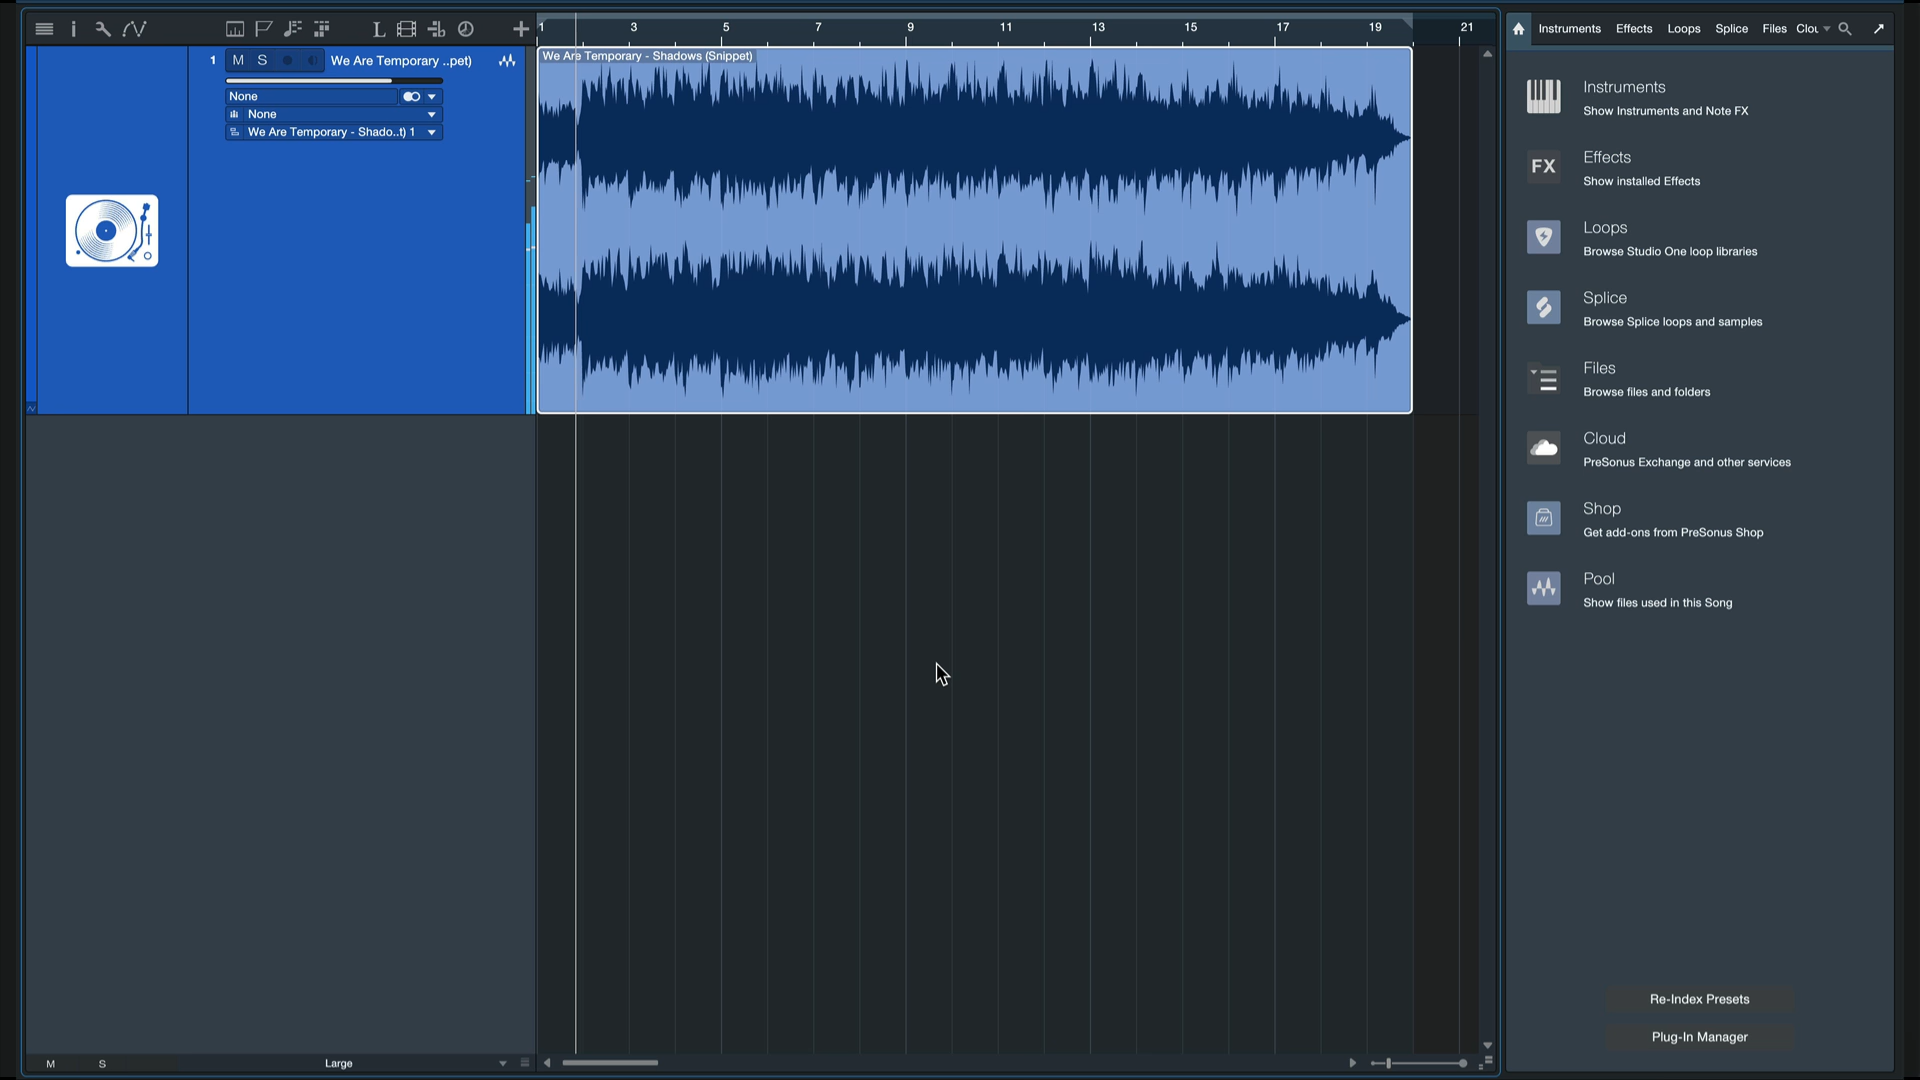 1 3 5 7 9 11 13 15 17 19 21
Instruments Effects Loops Splice Files Clou
1 M S We Are Temporary ..pet)
None
None
We Are Temporary - Shado..t) 1
We Are Temporary - Shadows (Snippet)
Instruments
Show Instruments and Note FX
FX
Effects
Show installed Effects
Loops
Browse Studio One loop libraries
Splice
Browse Splice loops and samples
Files
Browse files and folders
Cloud
PreSonus Exchange and other services
Shop
Get add-ons from PreSonus Shop
Pool
Show files used in this Song
Re-Index Presets
Plug-In Manager
M S Large